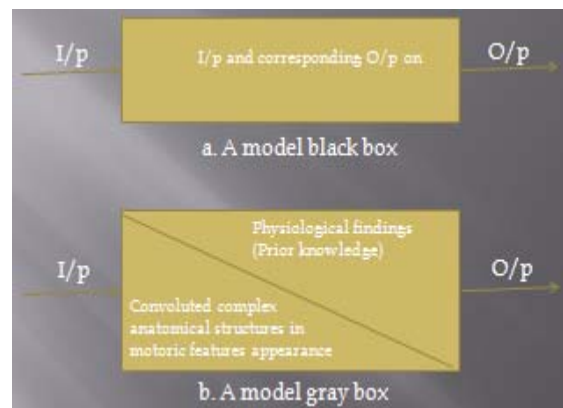 I/p
I/p and corresponding O/p on
O/p
a. A model black box
Physiological findings
(Prior knowledge)
I/p
O/p
Convoluted complex
anatomical structures in
motoric features appearance
b. A model gray box